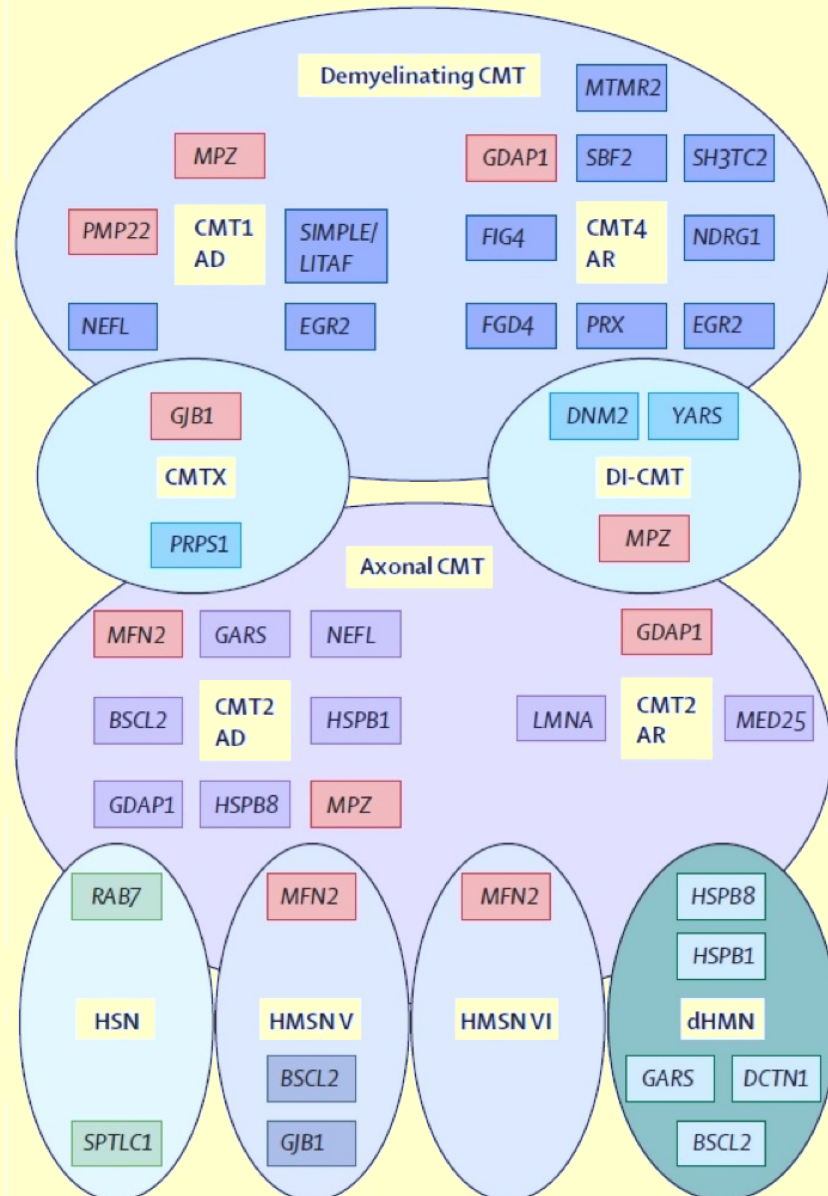 Demyelinating CMT
MTMR2
MPZ
GDAP1
SBF2
SH3TC2
PMP22
CMT1
AD
SIMPLE/
LITAF
FIG4
CMT4
AR
NDRG1
NEFL
EGR2
FGD4
PRX
EGR2
GJB1
CMTX
PRPS1
DNM2
YARS
DI-CMT
MPZ
Axonal CMT
MFN2
GARS
NEFL
BSCL2
CMT2
AD
HSPB1
GDAP1
HSPB8
MPZ
GDAP1
LMNA
CMT2
AR
MED25
RAB7
HSN
SPTLC1
MFN2
HMSN V
BSCL2
GJB1
MFN2
HMSN VI
HSPB8
HSPB1
dHMN
GARS
DCTN1
BSCL2